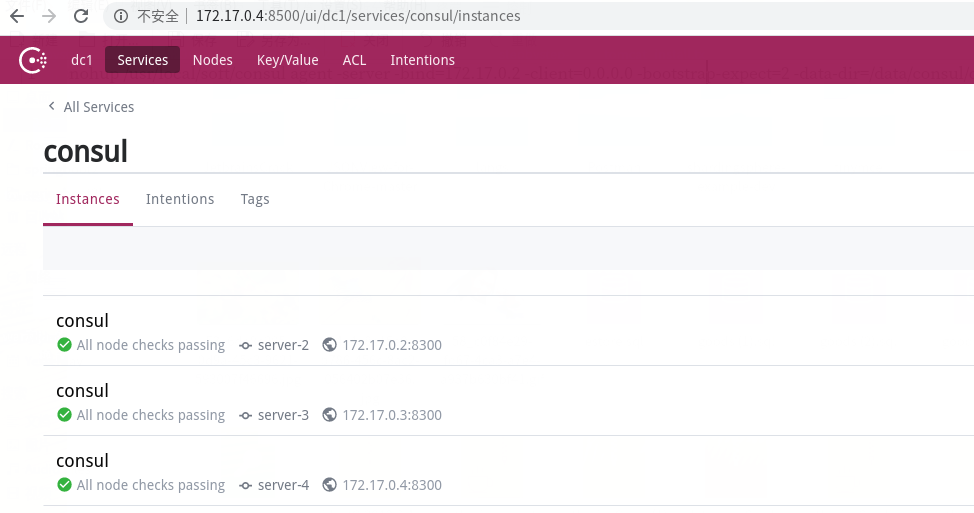 不安全 172.17.0.4:8500/ui/dc1/services/consul/instances
dc1 Services Nodes Key/Value ACL Intentions
All Services
consul
Instances Intentions Tags
consul
All node checks passing server-2 172.17.0.2:8300
consul
All node checks passing server-3 172.17.0.3:8300
consul
All node checks passing server-4 172.17.0.4:8300